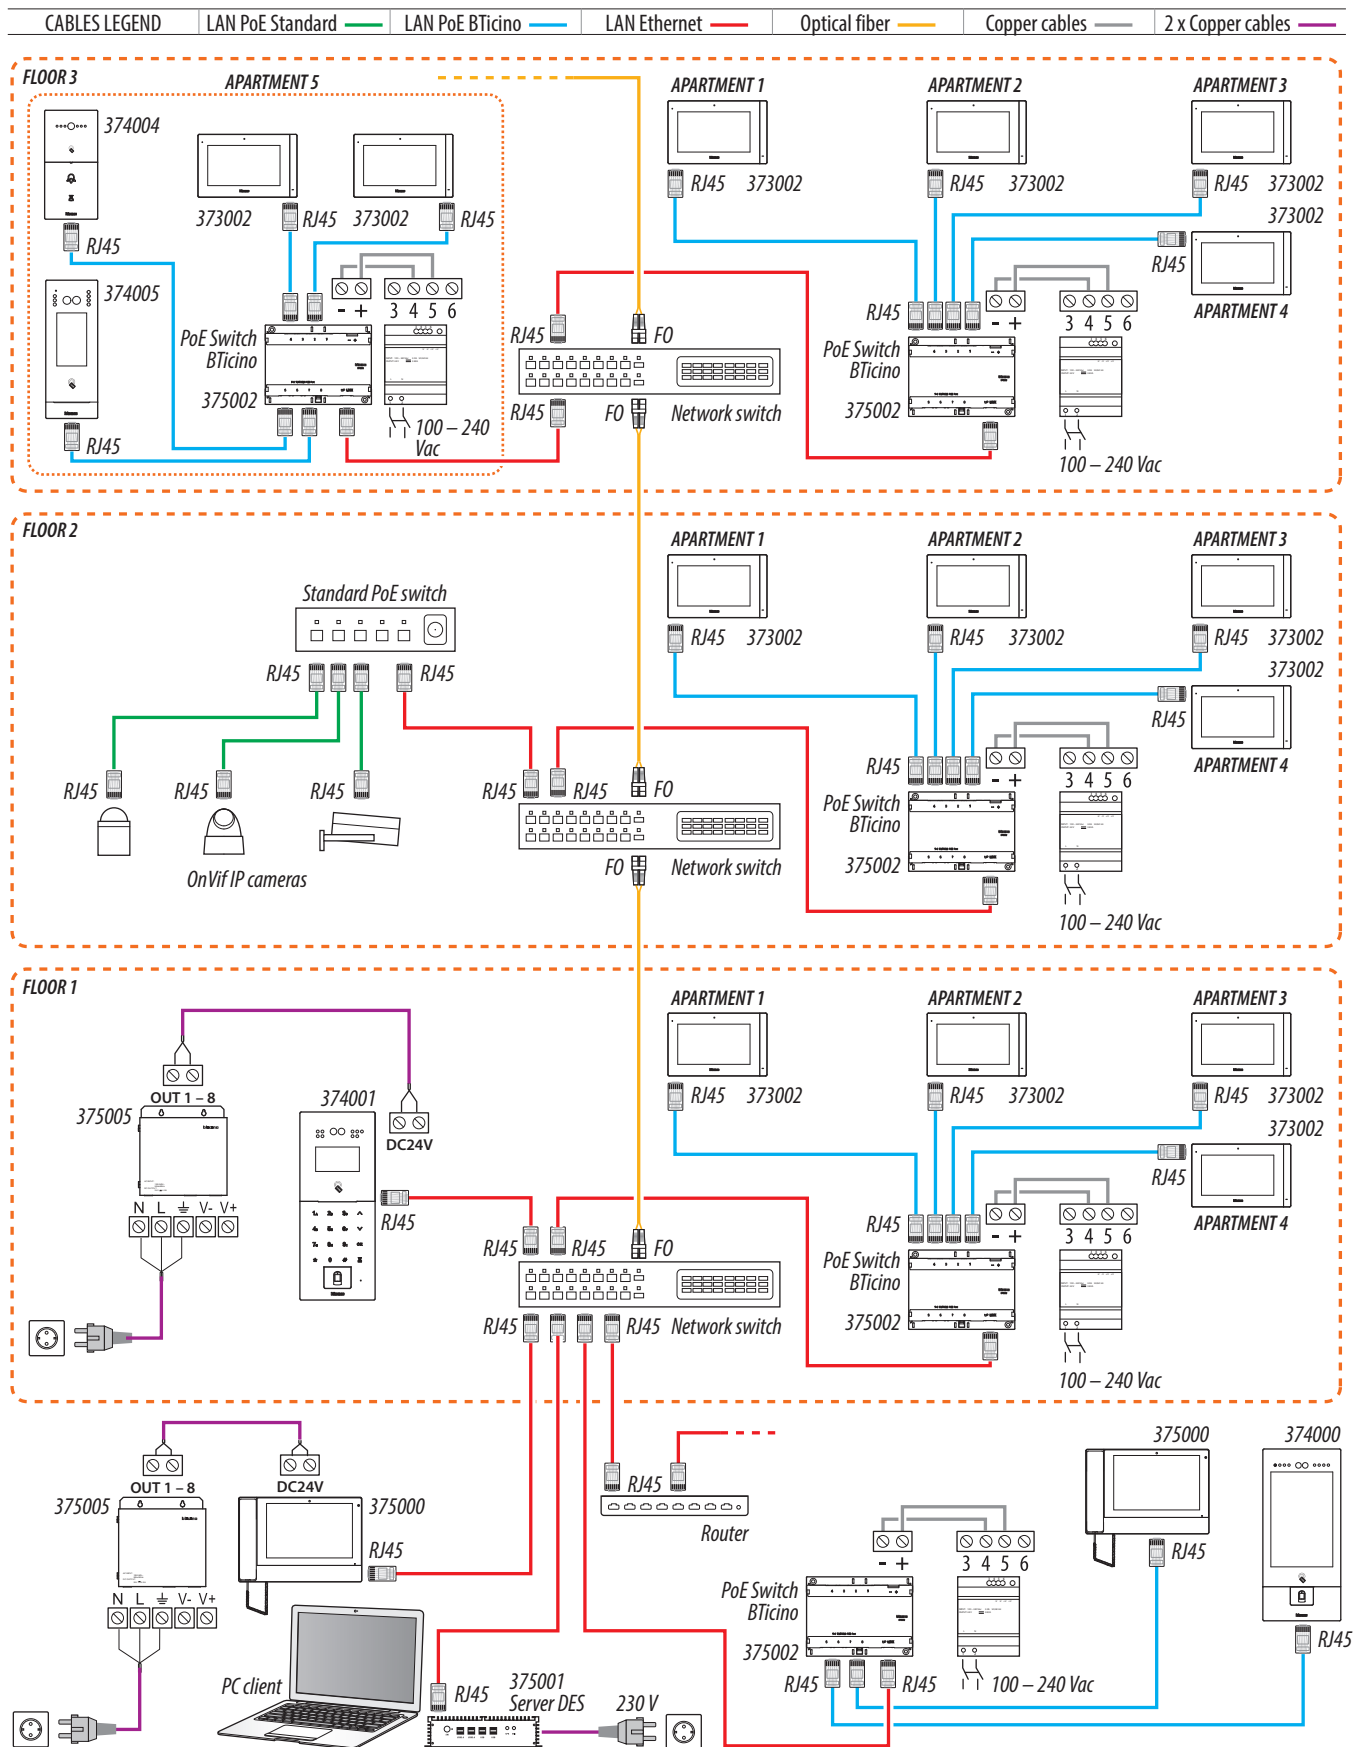 CABLES LEGEND
LAN PoE Standard
LAN PoE BTicino
LAN Ethernet
Optical fiber
Copper cables
2 x Copper cables
FLOOR 3
APARTMENT 5
374004
373002
RJ45
373002
RJ45
RJ45
374005
RJ45
- +
3 4 5 6
PoE Switch
BTicino
375002
100 – 240
Vac
RJ45
FO
RJ45
FO
Network switch
APARTMENT 1
RJ45 373002
APARTMENT 2
RJ45 373002
APARTMENT 3
RJ45 373002
373002
RJ45
APARTMENT 4
RJ45
- +
3 4 5 6
PoE Switch
BTicino
375002
100 – 240 Vac
FLOOR 2
Standard PoE switch
RJ45
RJ45
RJ45
RJ45
RJ45
OnVif IP cameras
RJ45
RJ45
FO
FO
Network switch
APARTMENT 1
RJ45 373002
APARTMENT 2
RJ45 373002
APARTMENT 3
RJ45 373002
373002
RJ45
APARTMENT 4
RJ45
- +
3 4 5 6
PoE Switch
BTicino
375002
100 – 240 Vac
FLOOR 1
OUT 1 – 8
375005
N L V- V+
374001
DC24V
RJ45
RJ45
RJ45
FO
RJ45
RJ45
Network switch
APARTMENT 1
RJ45 373002
APARTMENT 2
RJ45 373002
APARTMENT 3
RJ45 373002
373002
RJ45
APARTMENT 4
RJ45
- +
3 4 5 6
PoE Switch
BTicino
375002
100 – 240 Vac
OUT 1 – 8
375005
N L V- V+
DC24V
375000
RJ45
RJ45
Router
PC client
RJ45
375001
Server DES
230 V
- +
3 4 5 6
PoE Switch
BTicino
375002
RJ45
RJ45
100 – 240 Vac
375000
RJ45
374000
RJ45